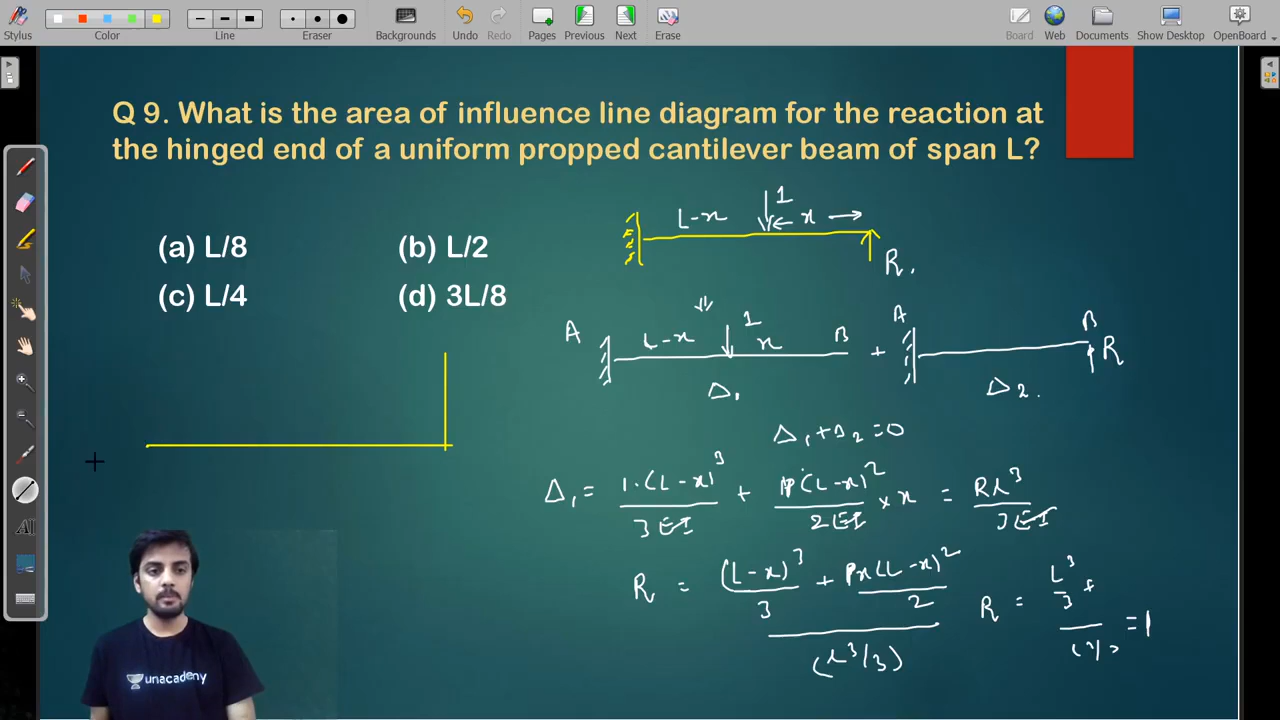 Stylus Color Line Eraser Backgrounds Undo Redo Pages Previous Next Erase Board Web Documents Show Desktop OpenBoard
Q 9. What is the area of influence line diagram for the reaction at
the hinged end of a uniform propped cantilever beam of span L?
(a) L/8 (b) L/2
(c) L/4 (d) 3L/8
L-x 1 x
R.
A L-x 1 x B + A B R
Δ₁ Δ₂.
Δ₁+Δ₂=0
Δ₁ = 1·(L-x)³/3EI + (L-x)²/2EI × x = RL³/3EI
R = ((L-x)³/3 + x(L-x)²/2)/(L³/3) R = L³/3 + = 1
unacademy